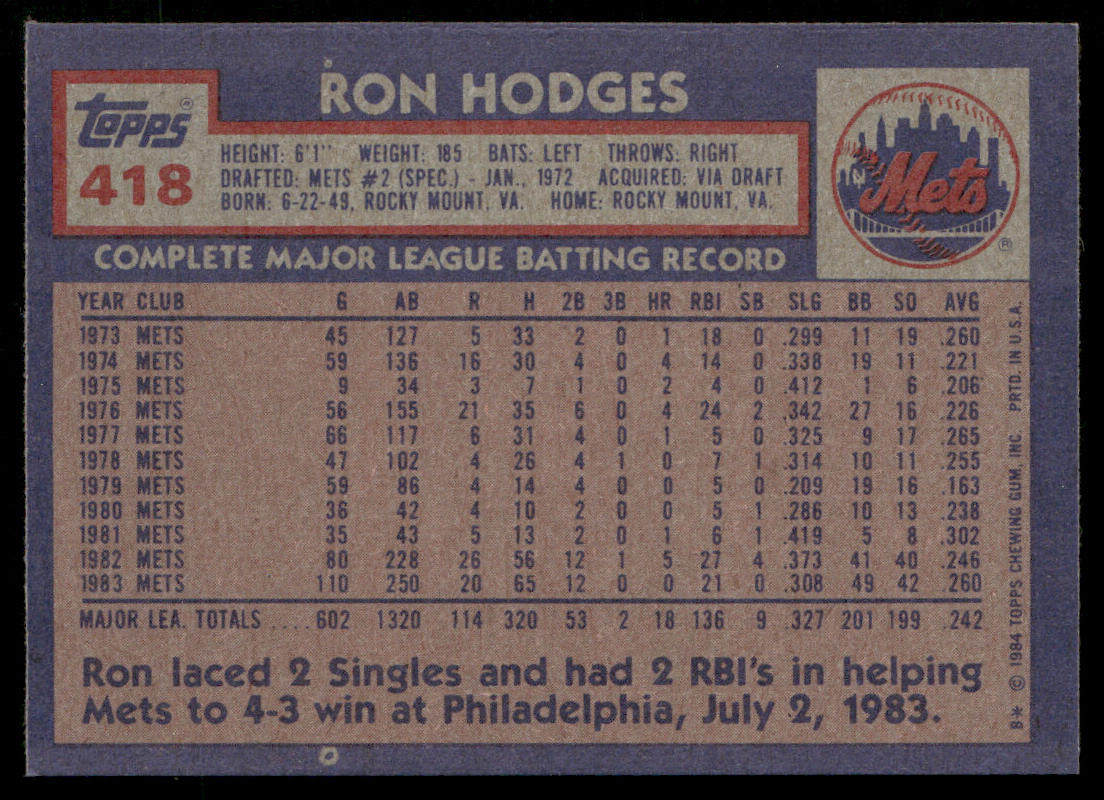 RON HODGES
Topps®
418
HEIGHT: 6'1" WEIGHT: 185 BATS: LEFT THROWS: RIGHT
DRAFTED: METS #2 (SPEC.) - JAN., 1972 ACQUIRED: VIA DRAFT
BORN: 6-22-49, ROCKY MOUNT, VA. HOME: ROCKY MOUNT, VA.
NY
Mets
®
COMPLETE MAJOR LEAGUE BATTING RECORD
YEAR CLUB G AB R H 2B 3B HR RBI SB SLG BB SO AVG
1973 METS 45 127 5 33 2 0 1 18 0 .299 11 19 .260
1974 METS 59 136 16 30 4 0 4 14 0 .338 19 11 .221
1975 METS 9 34 3 7 1 0 2 4 0 .412 1 6 .206
1976 METS 56 155 21 35 6 0 4 24 2 .342 27 16 .226
1977 METS 66 117 6 31 4 0 1 5 0 .325 9 17 .265
1978 METS 47 102 4 26 4 1 0 7 1 .314 10 11 .255
1979 METS 59 86 4 14 4 0 0 5 0 .209 19 16 .163
1980 METS 36 42 4 10 2 0 0 5 1 .286 10 13 .238
1981 METS 35 43 5 13 2 0 1 6 1 .419 5 8 .302
1982 METS 80 228 26 56 12 1 5 27 4 .373 41 40 .246
1983 METS 110 250 20 65 12 0 0 21 0 .308 49 42 .260
MAJOR LEA. TOTALS ....602 1320 114 320 53 2 18 136 9 .327 201 199 .242
Ron laced 2 Singles and had 2 RBI's in helping
Mets to 4-3 win at Philadelphia, July 2, 1983.
B* © 1984 TOPPS CHEWING GUM, INC. PRTD. IN U.S.A.